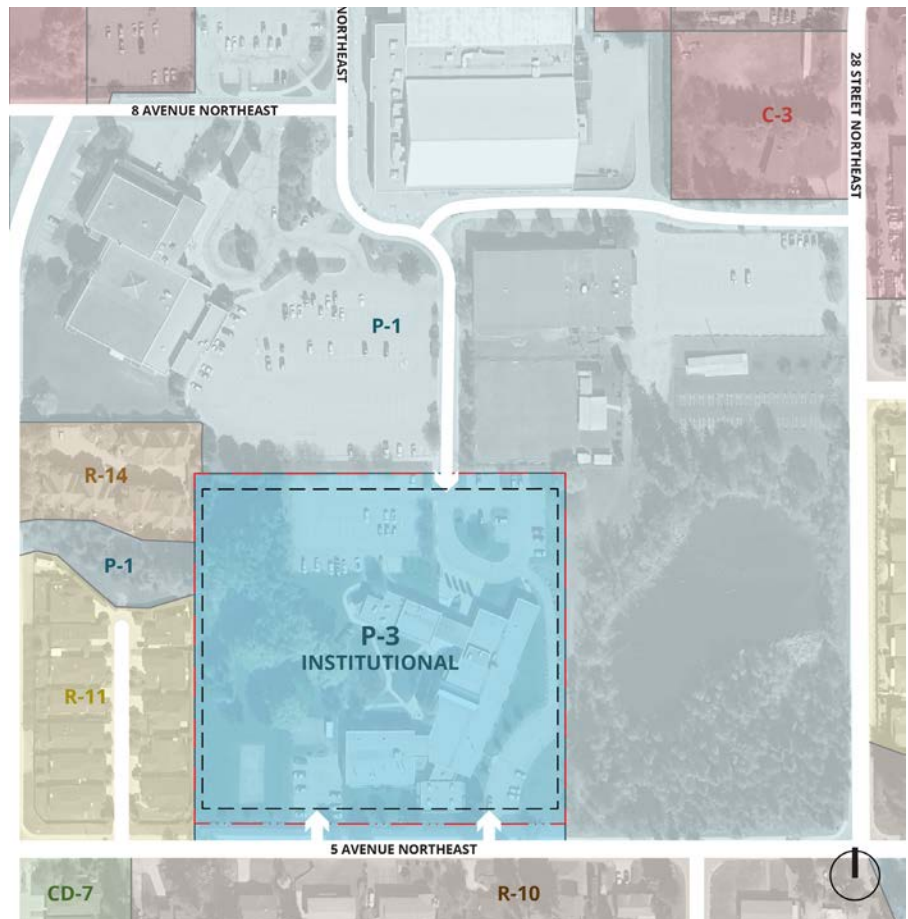 NORTHEAST
8 AVENUE NORTHEAST
28 STREET NORTHEAST
C-3
P-1
R-14
P-1
P-3
INSTITUTIONAL
R-11
5 AVENUE NORTHEAST
CD-7
R-10